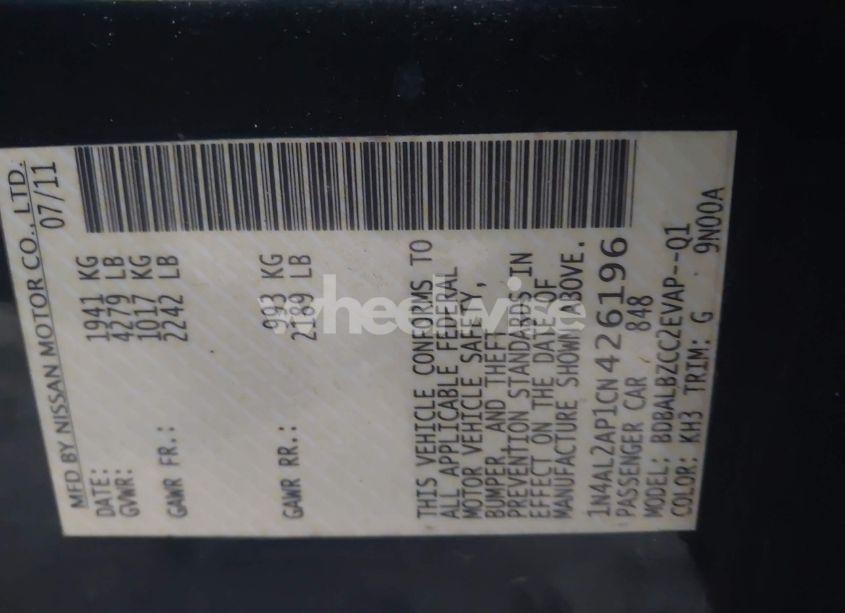 MFD BY NISSAN MOTOR CO., LTD.
DATE: 07/11
GVWR: 1941 KG
4279 LB
GAWR FR.: 1017 KG
2242 LB
GAWR RR.: 993 KG
2189 LB
THIS VEHICLE CONFORMS TO
ALL APPLICABLE FEDERAL
MOTOR VEHICLE SAFETY,
BUMPER, AND THEFT
PREVENTION STANDARDS IN
EFFECT ON THE DATE OF
MANUFACTURE SHOWN ABOVE.
1N4AL2AP1CN426196
PASSENGER CAR 848
MODEL: BDBALBZCC2EVAP--Q1
COLOR: KH3 TRIM: G 9N00A
wheelwise